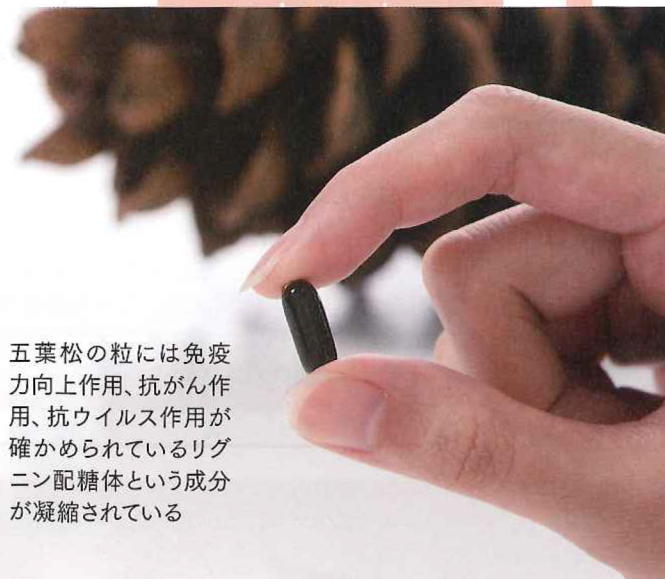 五葉松の粒には免疫
力向上作用、抗がん作
用、抗ウイルス作用が
確かめられているリグ
ニン配糖体という成分
が凝縮されている